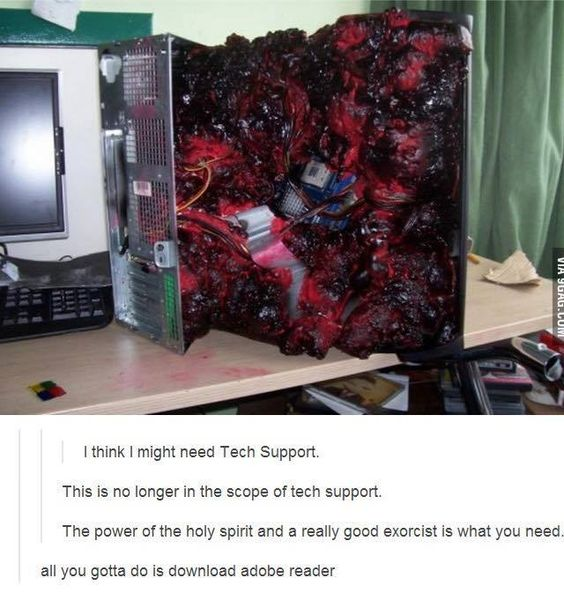 VIA 9GAG.COM
I think I might need Tech Support.
This is no longer in the scope of tech support.
The power of the holy spirit and a really good exorcist is what you need.
all you gotta do is download adobe reader